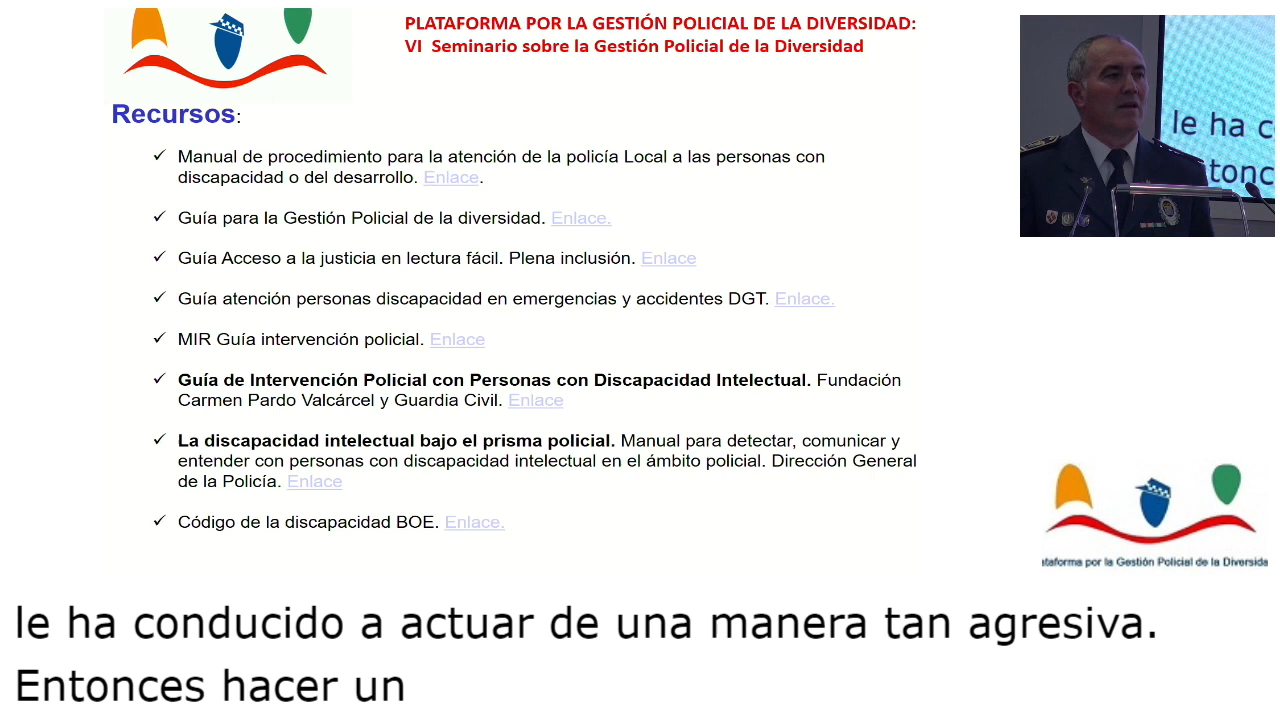 PLATAFORMA POR LA GESTIÓN POLICIAL DE LA DIVERSIDAD:
VI Seminario sobre la Gestión Policial de la Diversidad
Recursos:
✓ Manual de procedimiento para la atención de la policía Local a las personas con
discapacidad o del desarrollo. Enlace.
✓ Guía para la Gestión Policial de la diversidad. Enlace.
✓ Guía Acceso a la justicia en lectura fácil. Plena inclusión. Enlace
✓ Guía atención personas discapacidad en emergencias y accidentes DGT. Enlace.
✓ MIR Guía intervención policial. Enlace
✓ Guía de Intervención Policial con Personas con Discapacidad Intelectual. Fundación
Carmen Pardo Valcárcel y Guardia Civil. Enlace
✓ La discapacidad intelectual bajo el prisma policial. Manual para detectar, comunicar y
entender con personas con discapacidad intelectual en el ámbito policial. Dirección General
de la Policía. Enlace
✓ Código de la discapacidad BOE. Enlace.
le ha c
tonc
ataforma por la Gestión Policial de la Diversida
le ha conducido a actuar de una manera tan agresiva.
Entonces hacer un